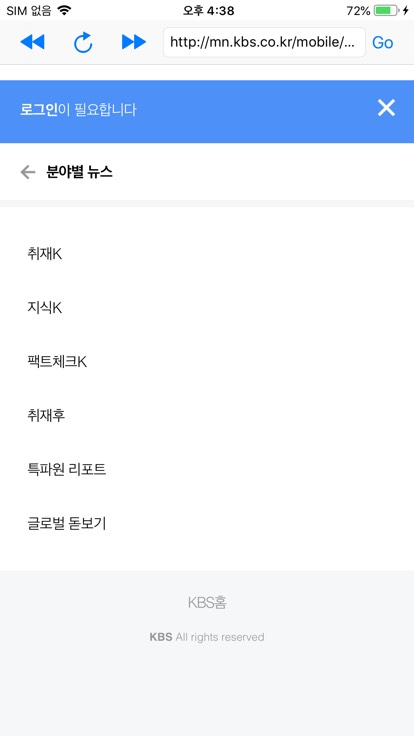 SIM 없음 오후 4:38 72%
http://mn.kbs.co.kr/mobile/... Go
로그인이 필요합니다
분야별 뉴스
취재K
지식K
팩트체크K
취재후
특파원 리포트
글로벌 돋보기
KBS홈
KBS All rights reserved